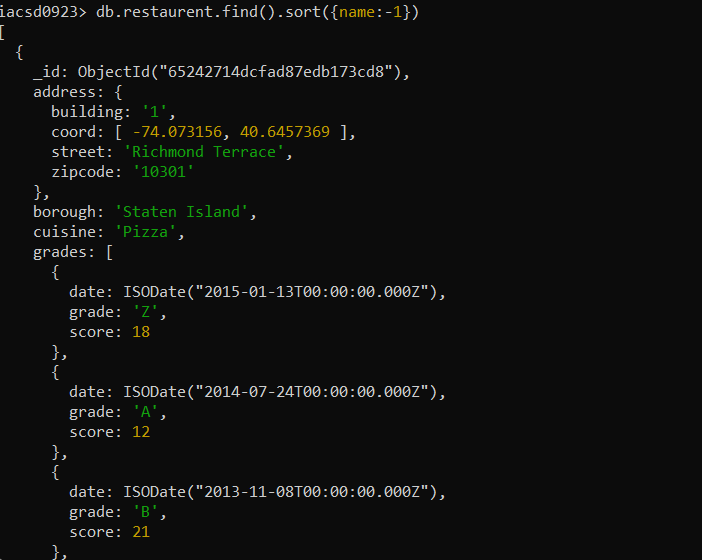 iacsd0923> db.restaurent.find().sort({name:-1})
[
  {
    _id: ObjectId("65242714dcfad87edb173cd8"),
    address: {
      building: '1',
      coord: [ -74.073156, 40.6457369 ],
      street: 'Richmond Terrace',
      zipcode: '10301'
    },
    borough: 'Staten Island',
    cuisine: 'Pizza',
    grades: [
      {
        date: ISODate("2015-01-13T00:00:00.000Z"),
        grade: 'Z',
        score: 18
      },
      {
        date: ISODate("2014-07-24T00:00:00.000Z"),
        grade: 'A',
        score: 12
      },
      {
        date: ISODate("2013-11-08T00:00:00.000Z"),
        grade: 'B',
        score: 21
      },